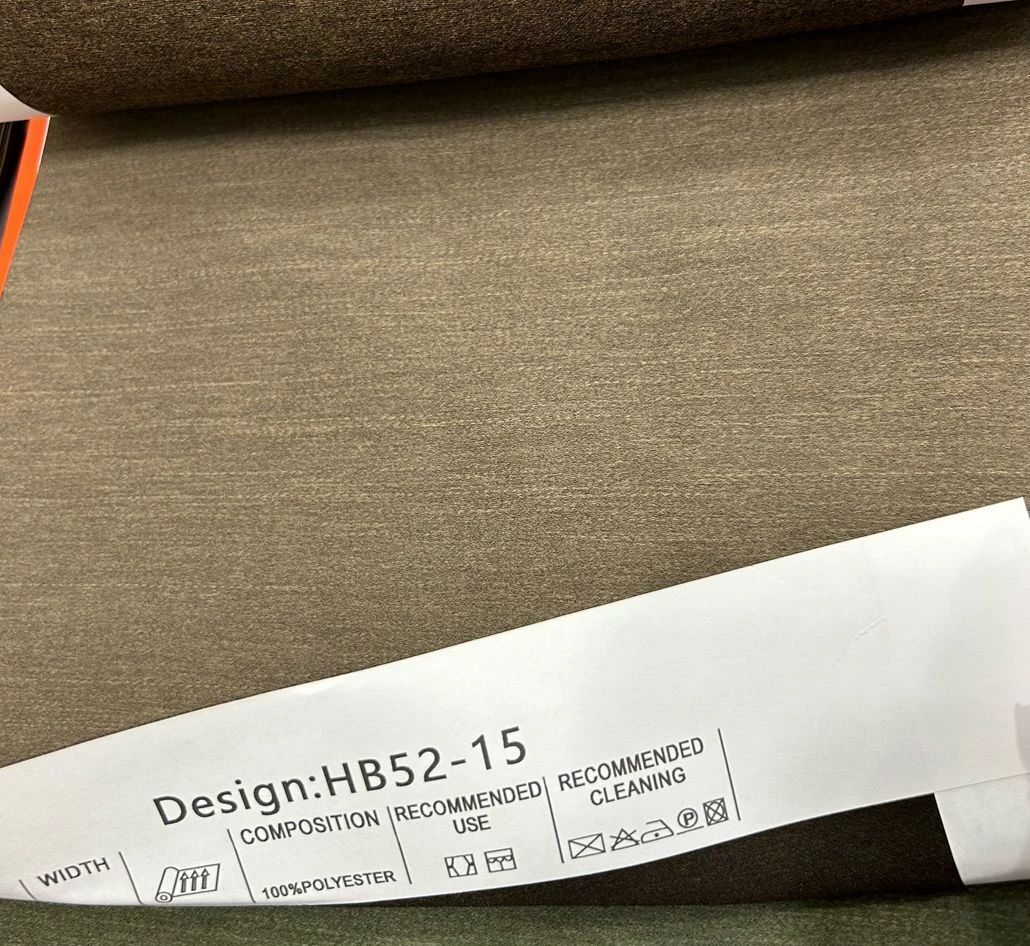 Design:HB52-15
WIDTH
COMPOSITION
100%POLYESTER
RECOMMENDED
USE
RECOMMENDED
CLEANING
P